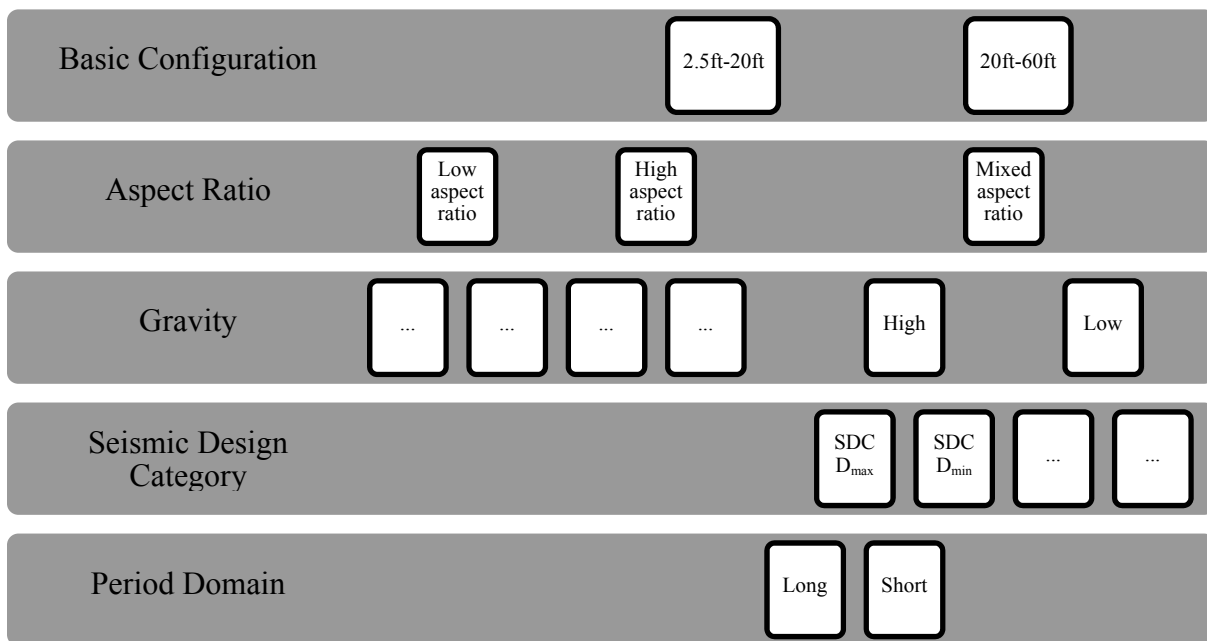 Basic Configuration
2.5ft-20ft
20ft-60ft
Aspect Ratio
Low
aspect
ratio
High
aspect
ratio
Mixed
aspect
ratio
Gravity
...
...
...
...
High
Low
Seismic Design
Category
SDC
Dmax
SDC
Dmin
...
...
Period Domain
Long
Short